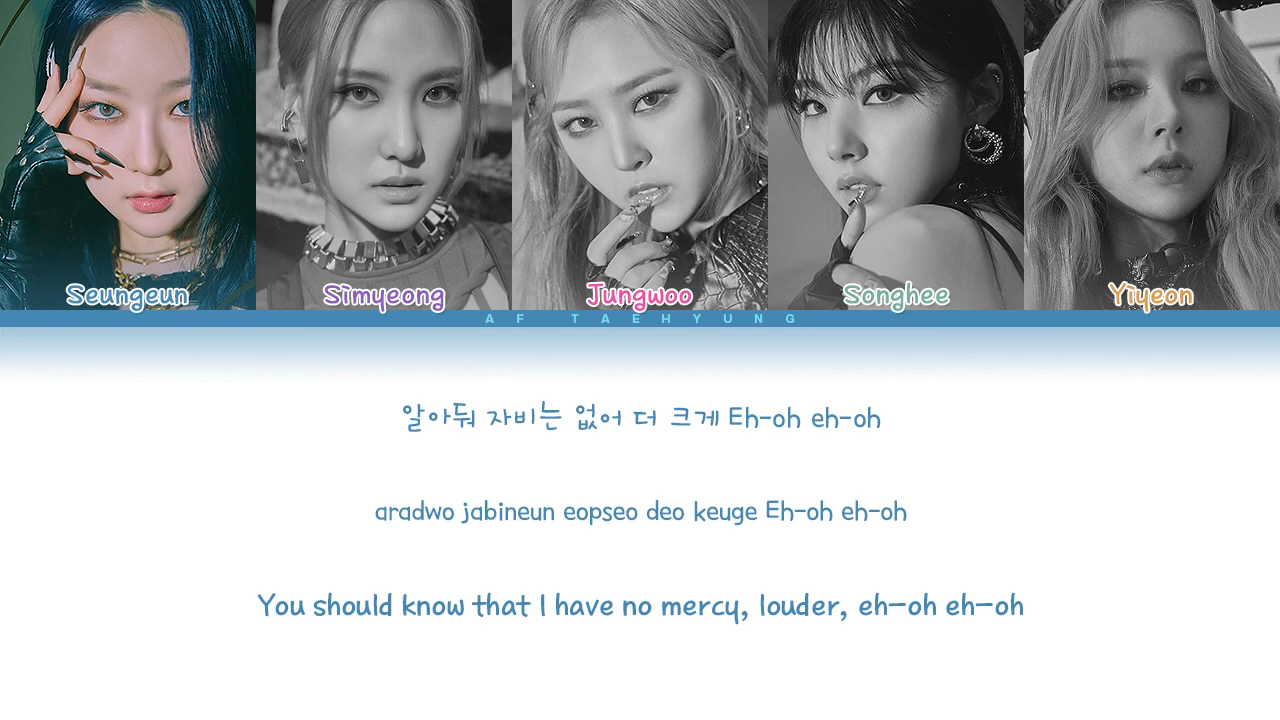 Seungeun Simyeong Jungwoo Songhee Yiyeon
AF TAEHYUNG
알아둬 자비는 없어 더 크게 Eh-oh eh-oh
aradwo jabineun eopseo deo keuge Eh-oh eh-oh
You should know that I have no mercy, louder, eh-oh eh-oh